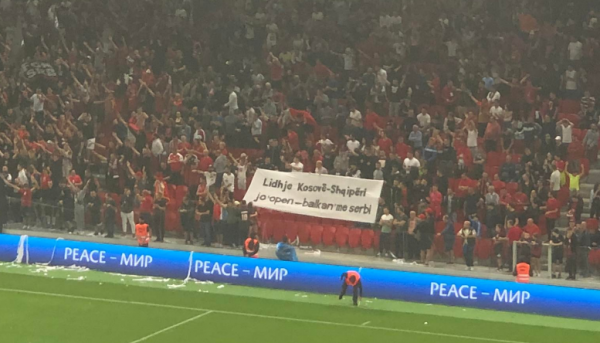 Lidhje Kosovë-Shqipëri
jo open-balkan me serbi
PEACE – МИР
PEACE – МИР
PEACE – МИР